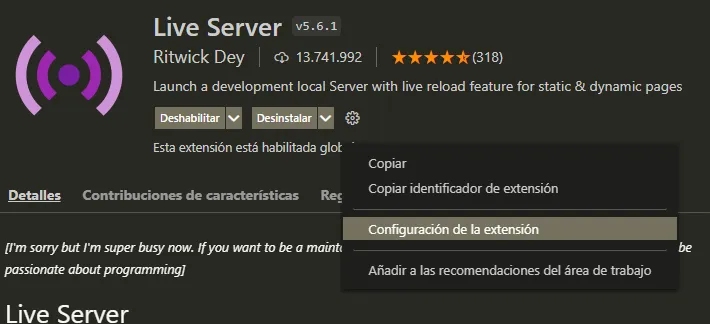 Live Server v5.6.1
Ritwick Dey 13.741.992 (318)
Launch a development local Server with live reload feature for static & dynamic pages
Deshabilitar Desinstalar
Esta extensión está habilitada
Copiar
Copiar identificador de extensión
Configuración de la extensión
Añadir a las recomendaciones del área de trabajo
Detalles Contribuciones de características
[I'm sorry but I'm super busy now. If you want to be a be
passionate about programming]
Live Server